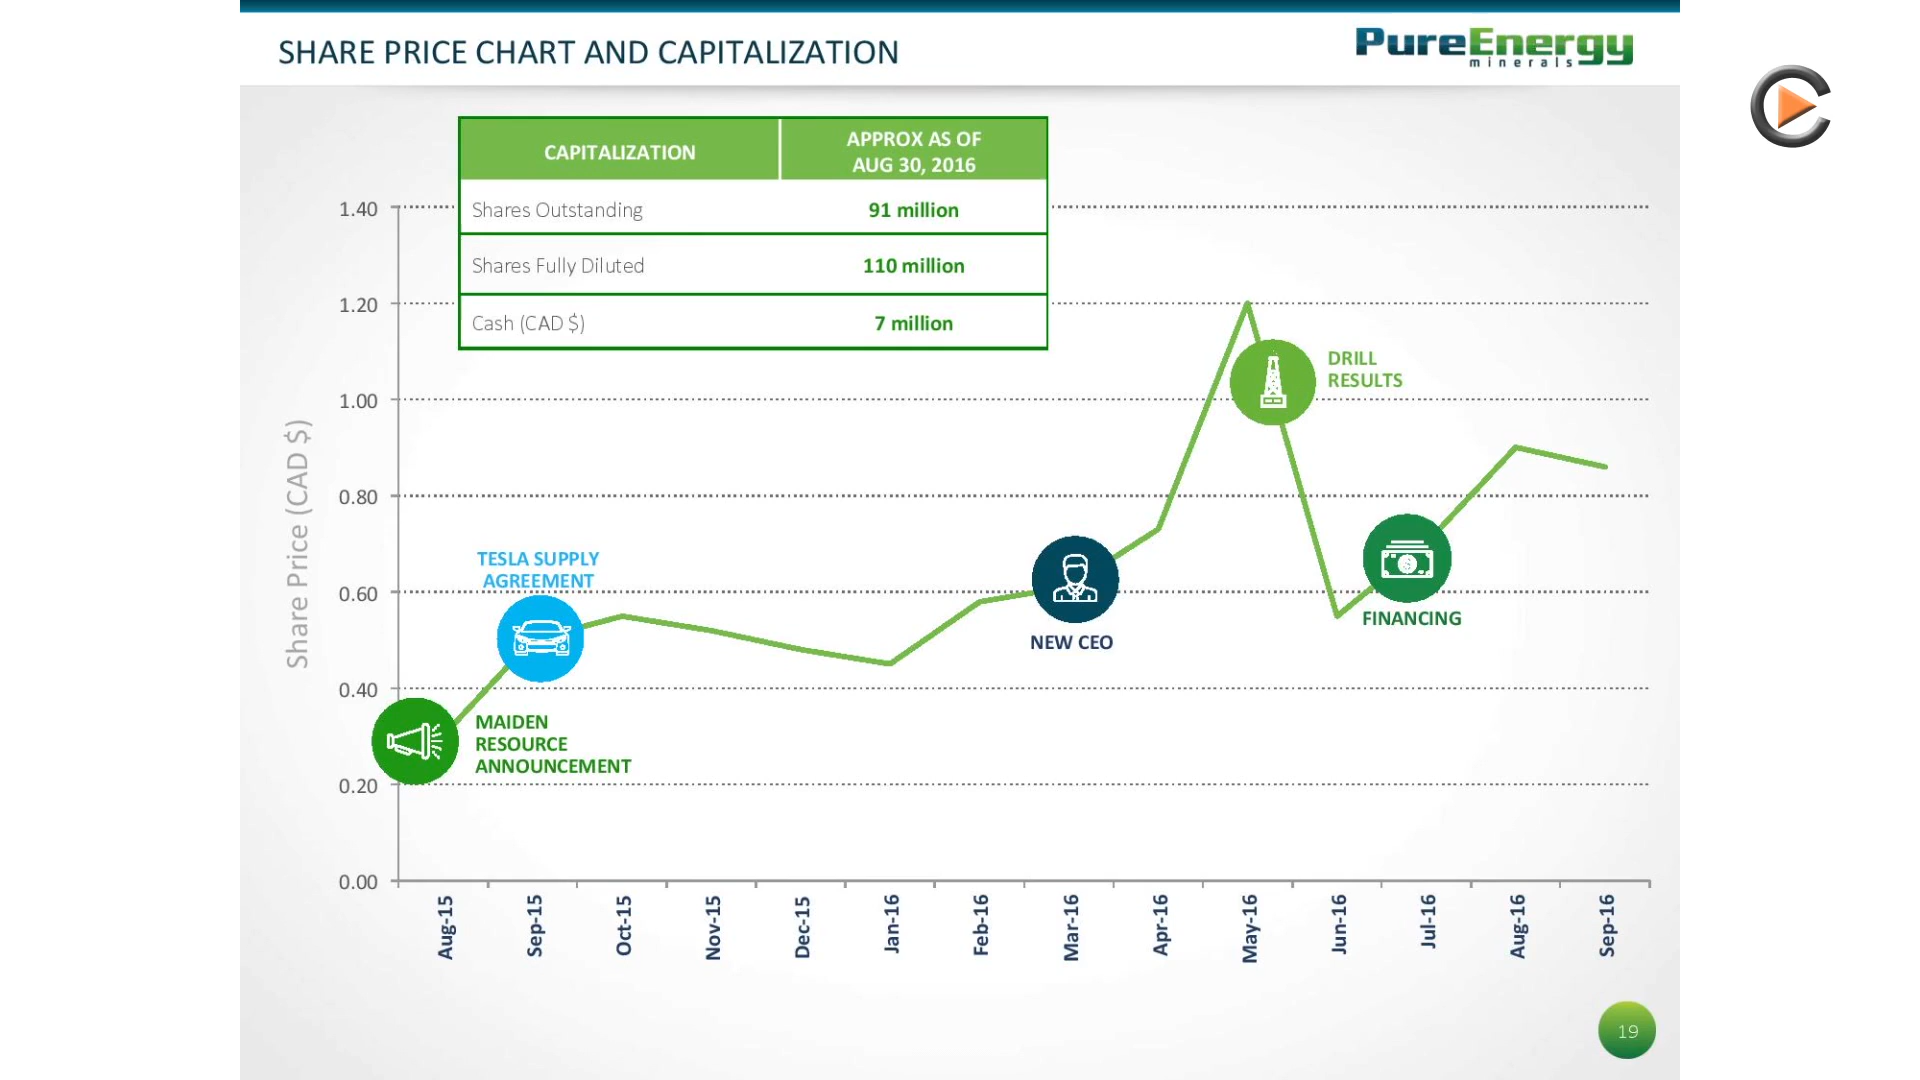 SHARE PRICE CHART AND CAPITALIZATION
PureEnergy
minerals
CAPITALIZATION
APPROX AS OF
AUG 30, 2016
Shares Outstanding
91 million
Shares Fully Diluted
110 million
Cash (CAD $)
7 million
Share Price (CAD $)
1.40
1.20
1.00
0.80
0.60
0.40
0.20
0.00
DRILL
RESULTS
TESLA SUPPLY
AGREEMENT
NEW CEO
FINANCING
MAIDEN
RESOURCE
ANNOUNCEMENT
Aug-15
Sep-15
Oct-15
Nov-15
Dec-15
Jan-16
Feb-16
Mar-16
Apr-16
May-16
Jun-16
Jul-16
Aug-16
Sep-16
19